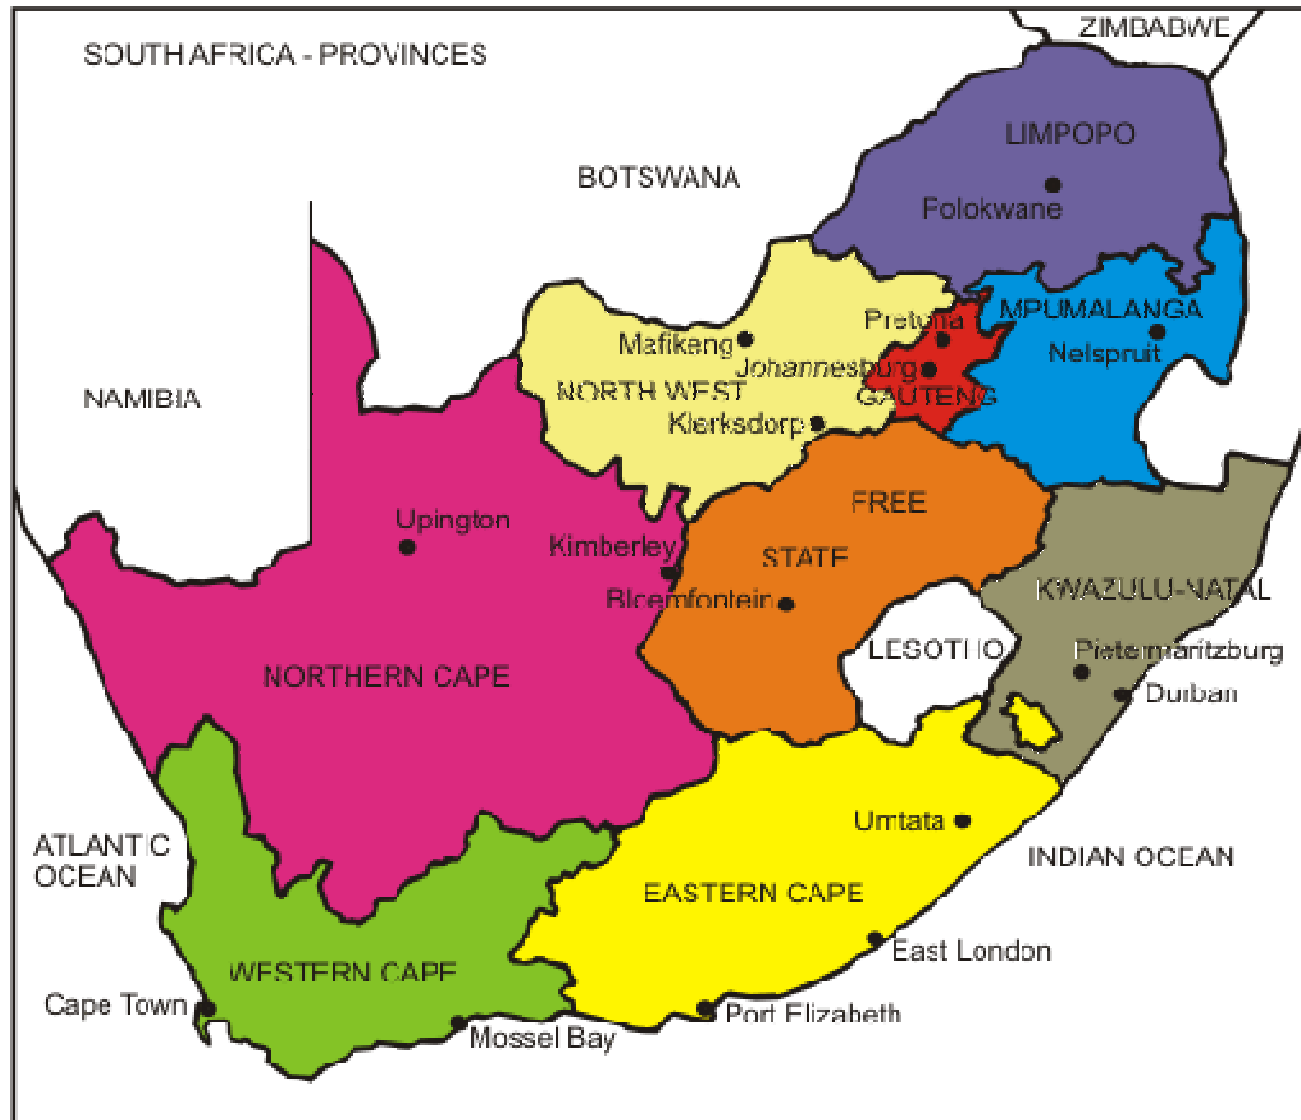 ZIMBABWE
SOUTH AFRICA - PROVINCES
LIMPOPO
BOTSWANA
Polokwane
MPUMALANGA
Pretoria
Mafikeng
Nelspruit
Johannesburg
NAMIBIA
NORTH WEST
GAUTENG
Klerksdorp
FREE
STATE
Upington
Kimberley
KWAZULU-NATAL
Bloemfontein
LESOTHO
Pietermaritzburg
NORTHERN CAPE
Durban
Umtata
ATLANTIC
OCEAN
INDIAN OCEAN
EASTERN CAPE
East London
WESTERN CAPE
Cape Town
Port Elizabeth
Mossel Bay